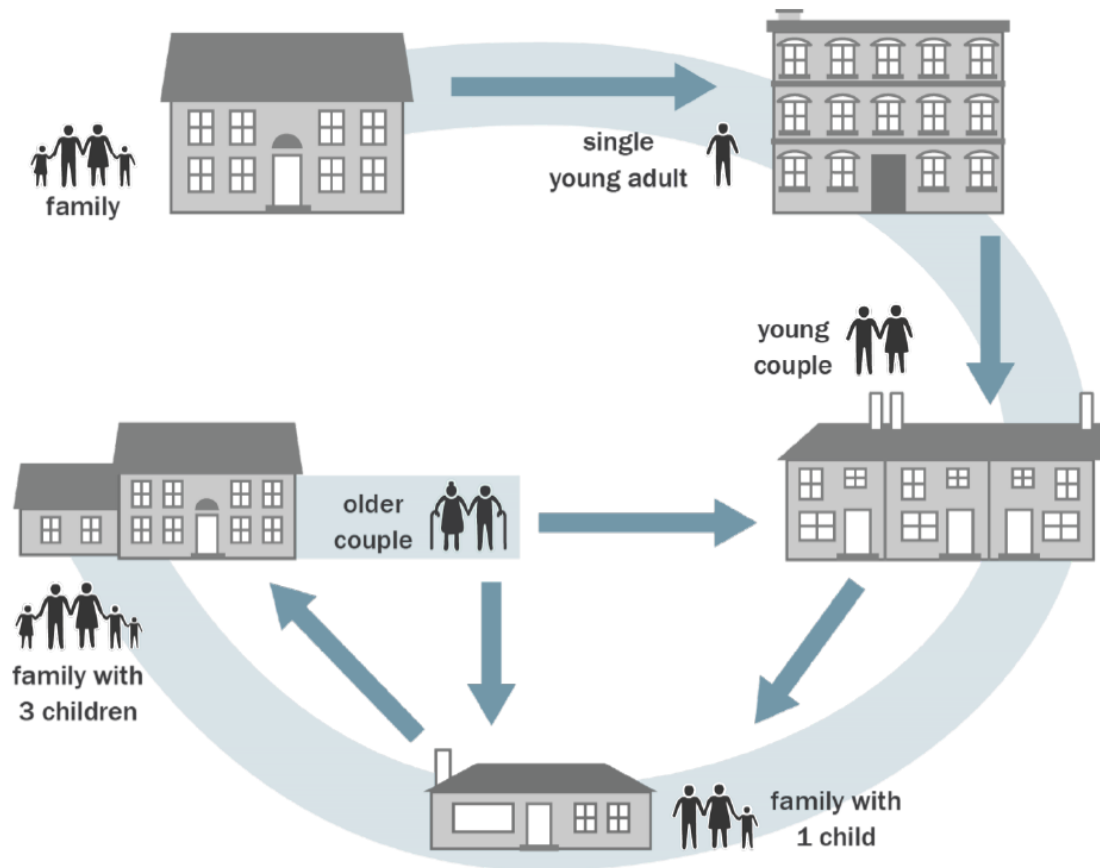 family
single
young adult
young
couple
older
couple
family with
3 children
family with
1 child